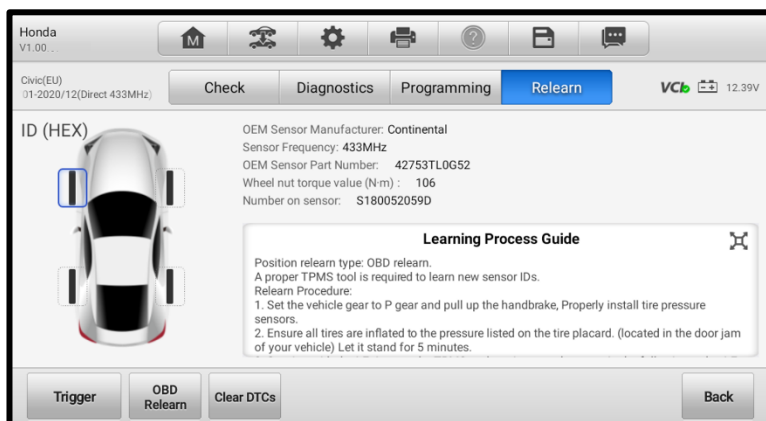 Honda
V1.00...
M
?
Civic(EU)
01-2020/12(Direct 433MHz)
Check
Diagnostics
Programming
Relearn
VCI
12.39V
ID (HEX)
OEM Sensor Manufacturer: Continental
Sensor Frequency: 433MHz
OEM Sensor Part Number: 42753TL0G52
Wheel nut torque value (N·m) : 106
Number on sensor: S180052059D
Learning Process Guide
Position relearn type: OBD relearn.
A proper TPMS tool is required to learn new sensor IDs.
Relearn Procedure:
1. Set the vehicle gear to P gear and pull up the handbrake, Properly install tire pressure
sensors.
2. Ensure all tires are inflated to the pressure listed on the tire placard. (located in the door jam
of your vehicle) Let it stand for 5 minutes.
Trigger
OBD
Relearn
Clear DTCs
Back